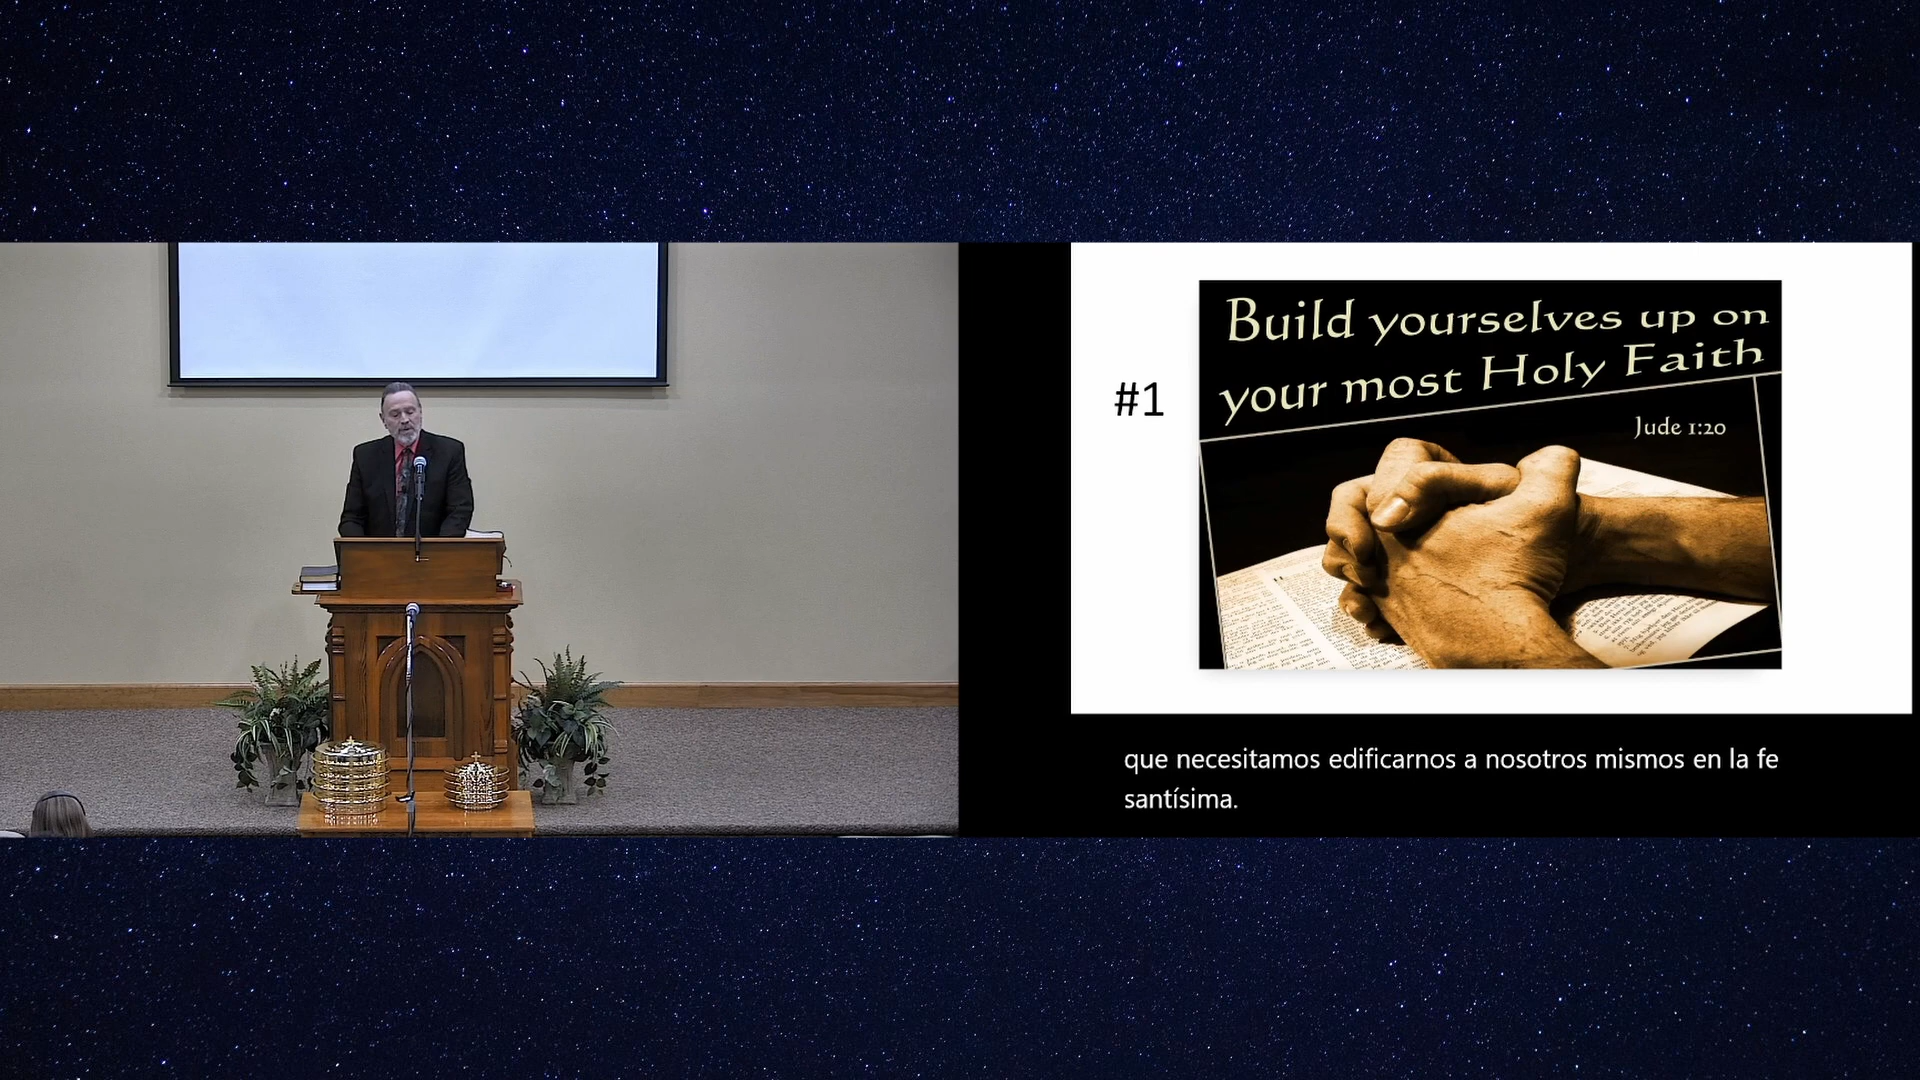 #1
Build yourselves up on
your most Holy Faith
Jude 1:20
que necesitamos edificarnos a nosotros mismos en la fe
santísima.